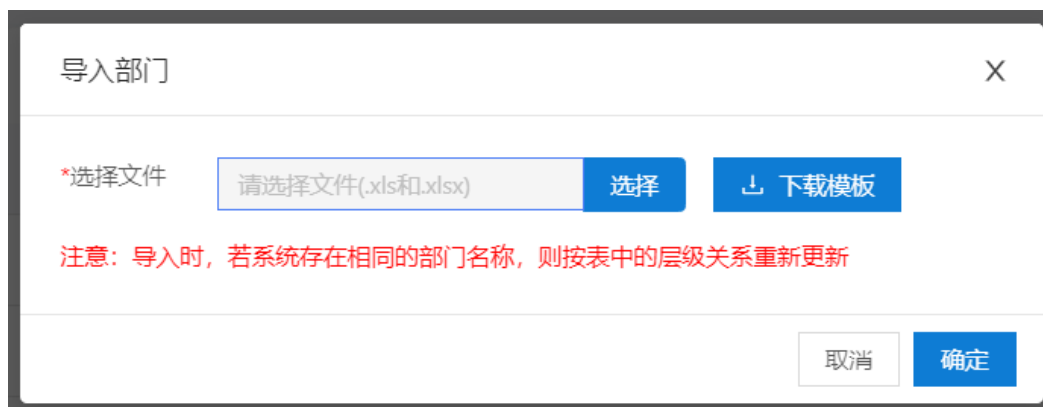 导入部门
*选择文件 请选择文件(.xls和.xlsx) 选择 下载模板
注意：导入时，若系统存在相同的部门名称，则按表中的层级关系重新更新
取消 确定